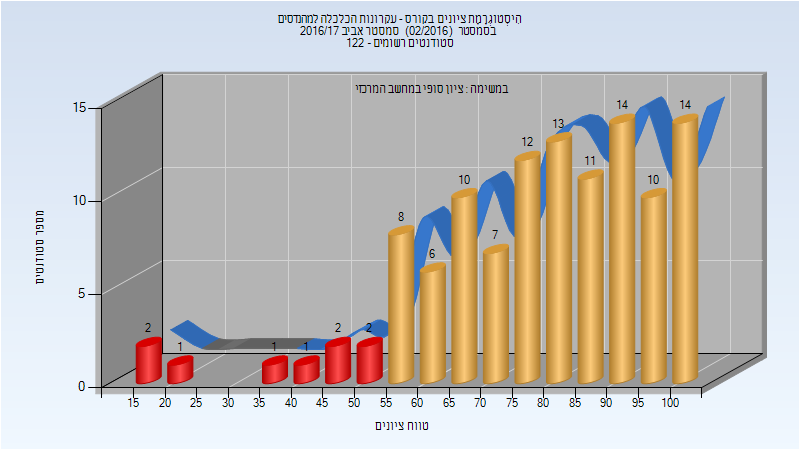 היסטוגרמת ציונים בקורס - עקרונות הכלכלה למהנדסים
בסמסטר (02/2016) סמסטר אביב 2016/17
סטודנטים רשומים - 122
במשימה : ציון סופי במחשב המרכזי
מספר סטודנטים
15
10
5
0
2
1
1
1
2
2
8
6
10
7
12
13
11
14
10
14
15 20 25 30 35 40 45 50 55 60 65 70 75 80 85 90 95 100
טווח ציונים